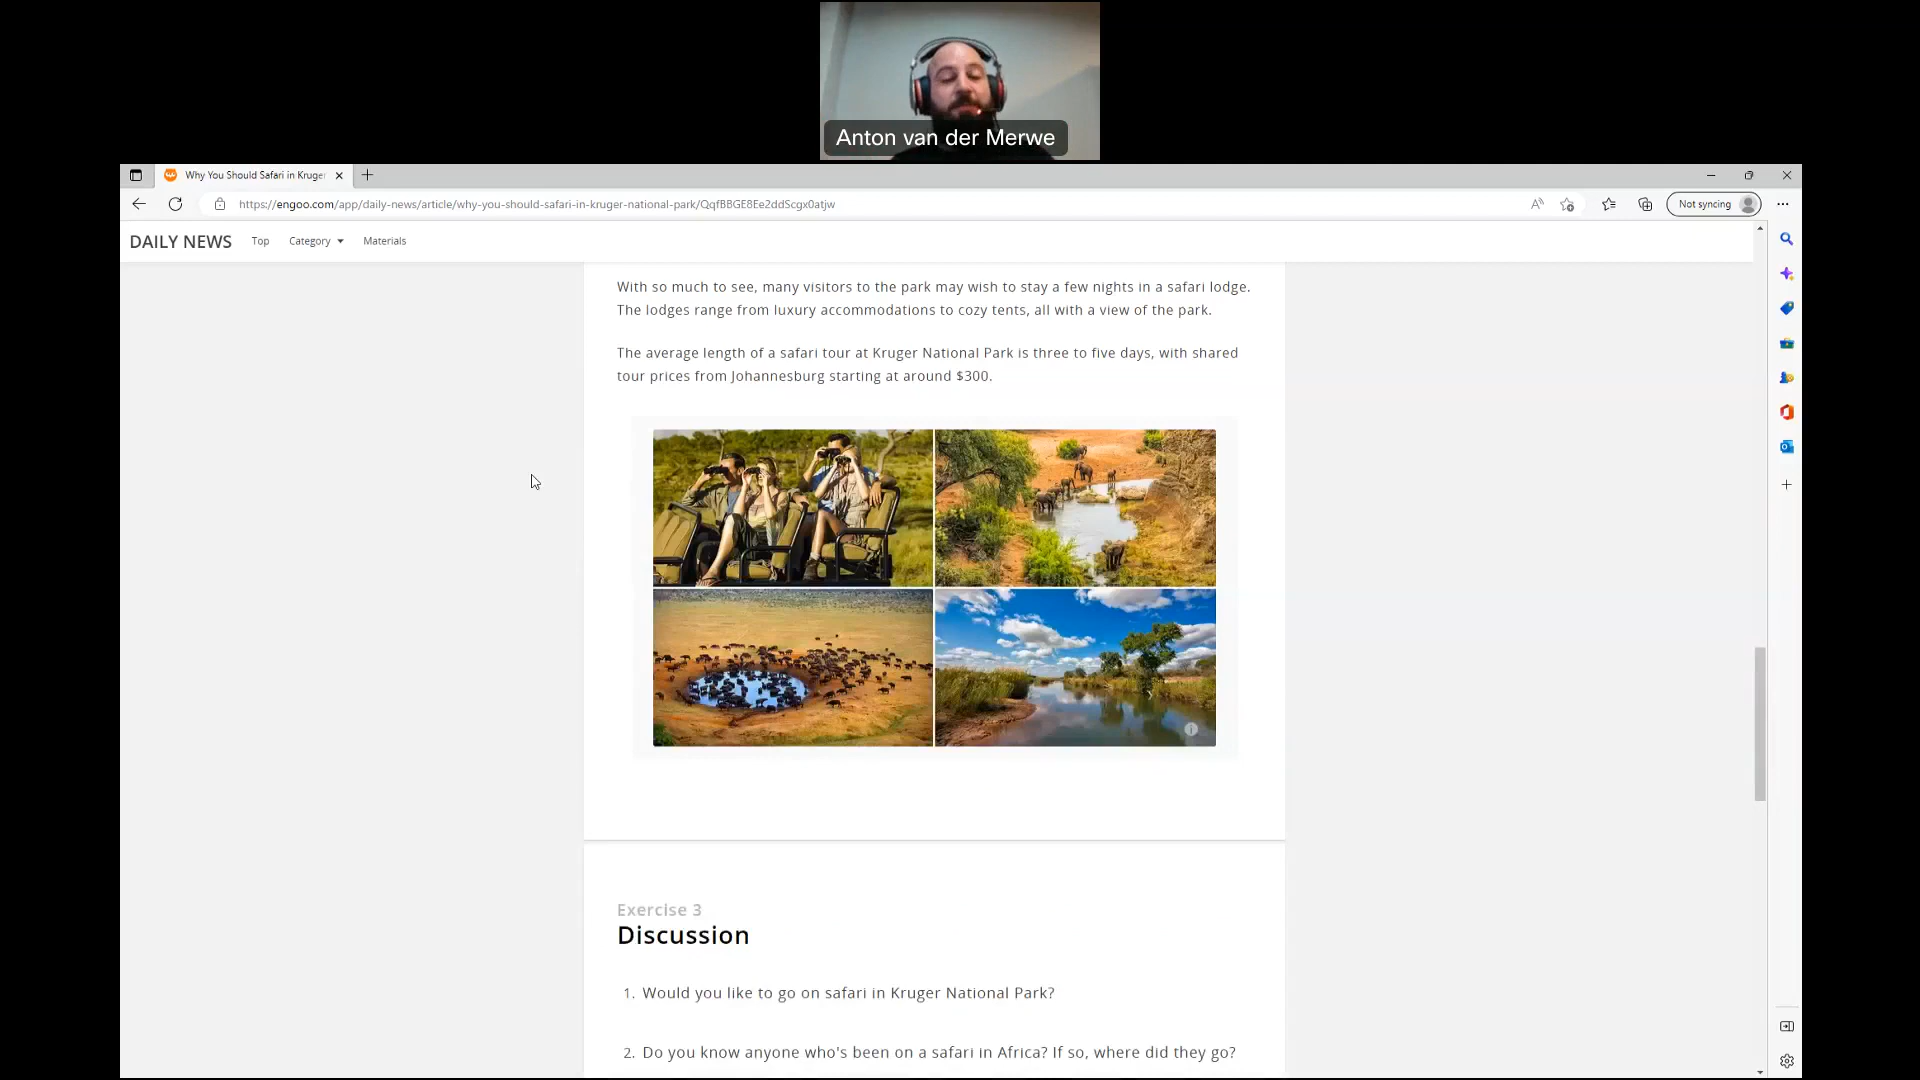 Anton van der Merwe
Why You Should Safari in Kruger
https://engoo.com/app/daily-news/article/why-you-should-safari-in-kruger-national-park/QqfBBGE8Ee2ddScgx0atjw
Not syncing
DAILY NEWS Top Category Materials
With so much to see, many visitors to the park may wish to stay a few nights in a safari lodge.
The lodges range from luxury accommodations to cozy tents, all with a view of the park.
The average length of a safari tour at Kruger National Park is three to five days, with shared
tour prices from Johannesburg starting at around $300.
Exercise 3
Discussion
1. Would you like to go on safari in Kruger National Park?
2. Do you know anyone who's been on a safari in Africa? If so, where did they go?